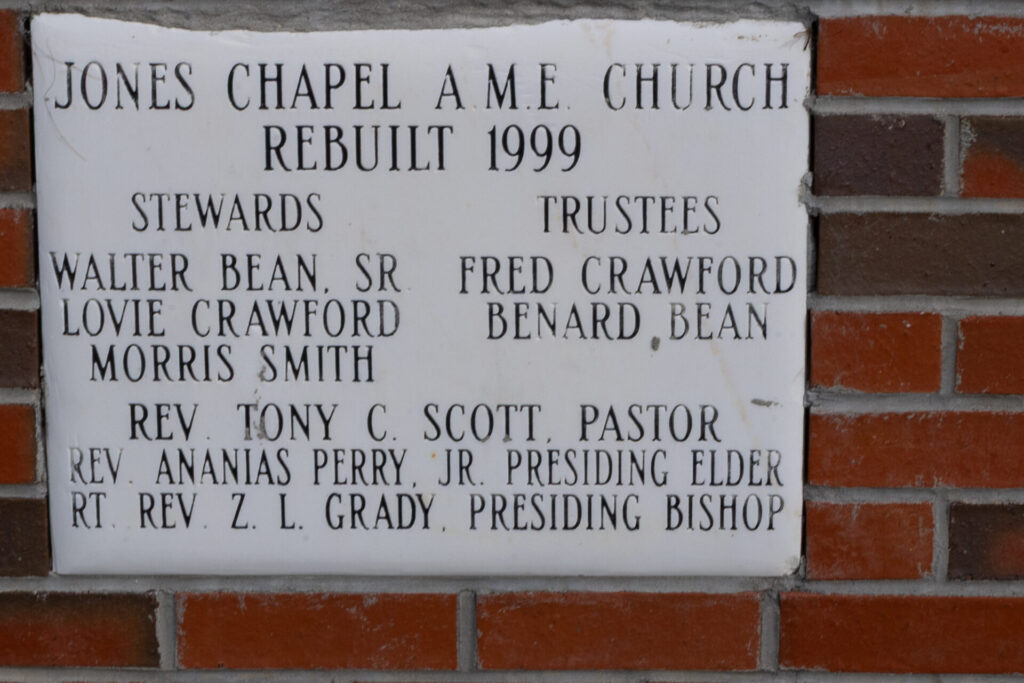 JONES CHAPEL A.M.E. CHURCH
REBUILT 1999
STEWARDS
WALTER BEAN, SR.
LOVIE CRAWFORD
MORRIS SMITH
TRUSTEES
FRED CRAWFORD
BENARD BEAN
REV. TONY C. SCOTT, PASTOR
REV. ANANIAS PERRY, JR. PRESIDING ELDER
RT. REV. Z. L. GRADY, PRESIDING BISHOP